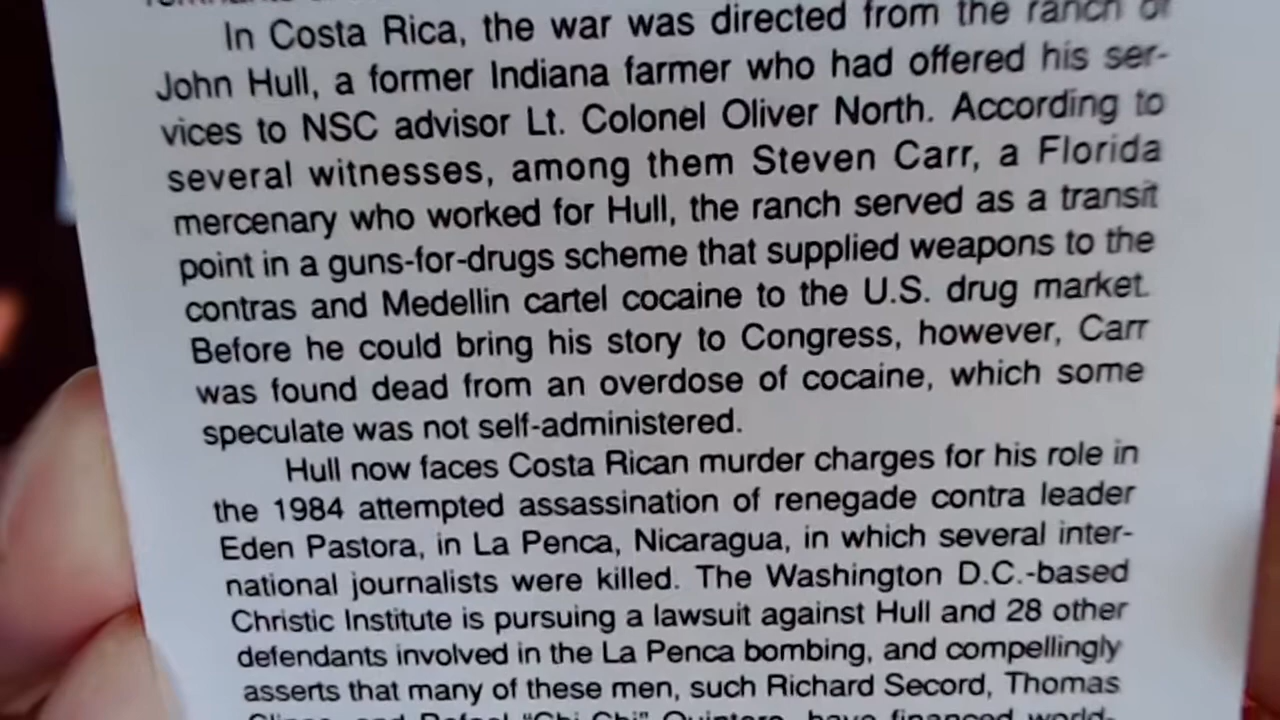 In Costa Rica, the war was directed from the ranch of
John Hull, a former Indiana farmer who had offered his ser-
vices to NSC advisor Lt. Colonel Oliver North. According to
several witnesses, among them Steven Carr, a Florida
mercenary who worked for Hull, the ranch served as a transit
point in a guns-for-drugs scheme that supplied weapons to the
contras and Medellin cartel cocaine to the U.S. drug market.
Before he could bring his story to Congress, however, Carr
was found dead from an overdose of cocaine, which some
speculate was not self-administered.
Hull now faces Costa Rican murder charges for his role in
the 1984 attempted assassination of renegade contra leader
Eden Pastora, in La Penca, Nicaragua, in which several inter-
national journalists were killed. The Washington D.C.-based
Christic Institute is pursuing a lawsuit against Hull and 28 other
defendants involved in the La Penca bombing, and compellingly
asserts that many of these men, such Richard Secord, Thomas
and Rafael "Chi Chi" Quintero, have financed world-